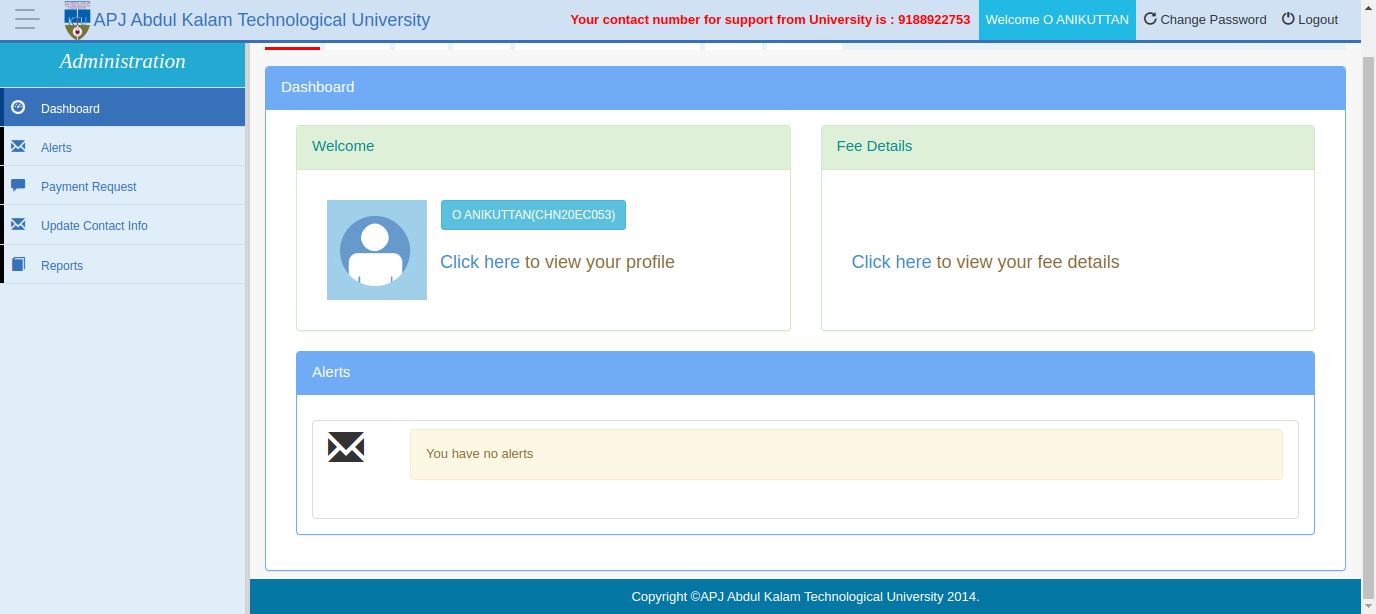 APJ Abdul Kalam Technological University
Your contact number for support from University is : 9188922753
Welcome O ANIKUTTAN
Change Password
Logout
Administration
Dashboard
Alerts
Payment Request
Update Contact Info
Reports
Dashboard
Welcome
O ANIKUTTAN(CHN20EC053)
Click here to view your profile
Fee Details
Click here to view your fee details
Alerts
You have no alerts
Copyright ©APJ Abdul Kalam Technological University 2014.